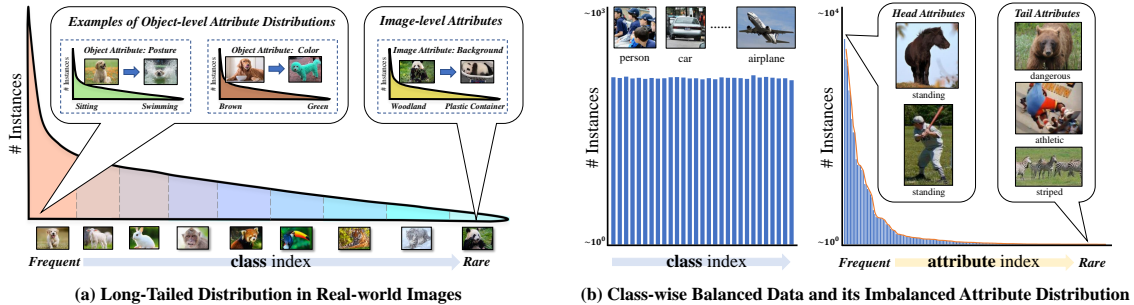 Examples of Object-level Attribute Distributions
Object Attribute: Posture
# Instances
Sitting
Swimming
Object Attribute: Color
# Instances
Brown
Green
Image-level Attributes
Image Attribute: Background
# Instances
Woodland
Plastic Container
# Instances
Frequent
class index
Rare
(a) Long-Tailed Distribution in Real-world Images
~10³
# Instances
~10⁰
person
car
......
airplane
class index
~10⁴
# Instances
~10⁰
Head Attributes
standing
standing
Tail Attributes
dangerous
athletic
striped
Frequent
attribute index
Rare
(b) Class-wise Balanced Data and its Imbalanced Attribute Distribution